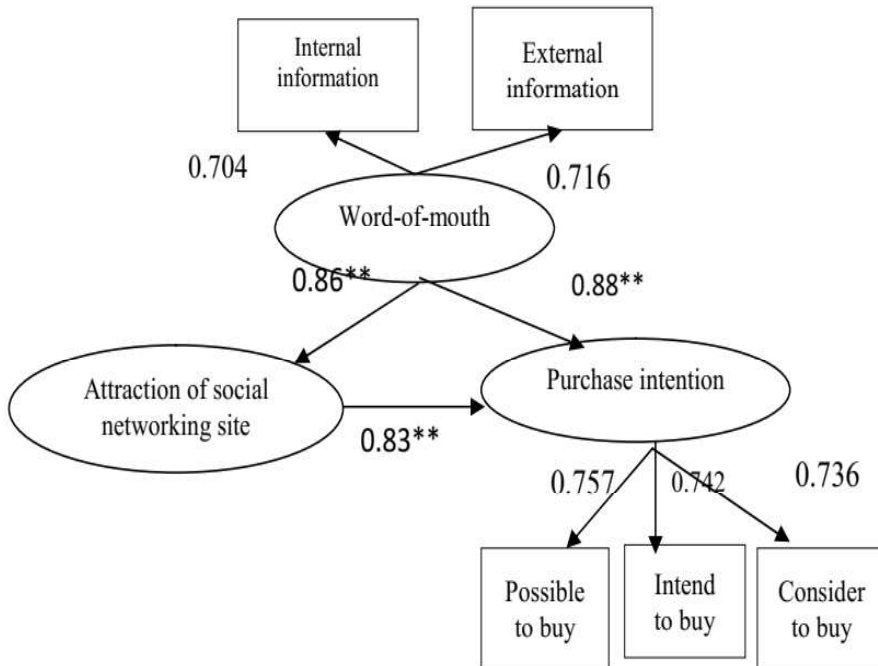 Internal
information
External
information
0.704
0.716
Word-of-mouth
0.86**
0.88**
Attraction of social
networking site
Purchase intention
0.83**
0.757
0.742
0.736
Possible
to buy
Intend
to buy
Consider
to buy